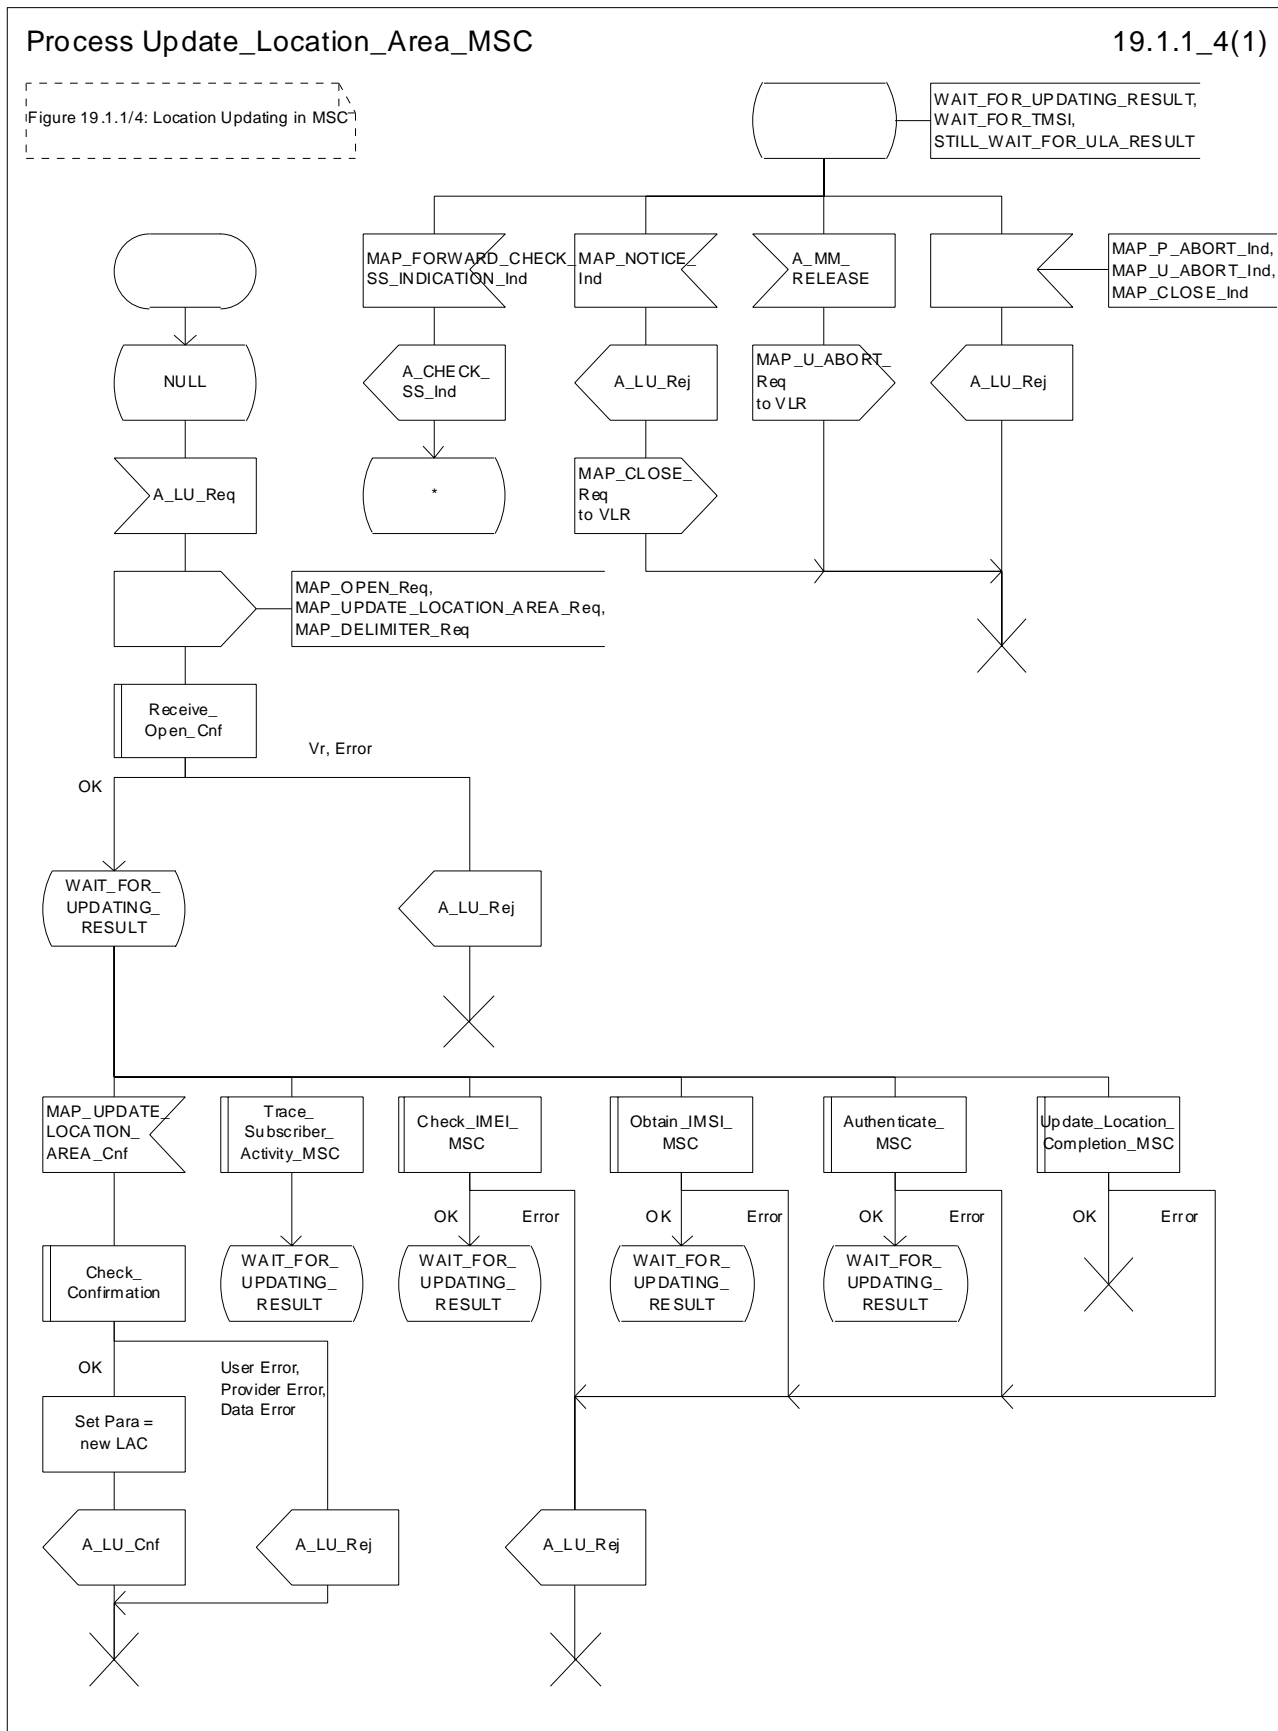 Process Update_Location_Area_MSC
19.1.1_4(1)
Figure 19.1.1/4: Location Updating in MSC
WAIT_FOR_UPDATING_RESULT,
WAIT_FOR_TMSI,
STILL_WAIT_FOR_ULA_RESULT
MAP_FORWARD_CHECK_
SS_INDICATION_Ind
MAP_NOTICE_
Ind
A_MM_
RELEASE
MAP_P_ABORT_Ind,
MAP_U_ABORT_Ind,
MAP_CLOSE_Ind
NULL
A_CHECK_
SS_Ind
A_LU_Rej
MAP_U_ABORT_
Req
to VLR
A_LU_Rej
A_LU_Req
*
MAP_CLOSE_
Req
to VLR
MAP_OPEN_Req,
MAP_UPDATE_LOCATION_AREA_Req,
MAP_DELIMITER_Req
Receive_
Open_Cnf
Vr, Error
OK
WAIT_FOR_
UPDATING_
RESULT
A_LU_Rej
MAP_UPDATE_
LOCATION_
AREA_Cnf
Trace_
Subscriber_
Activity_MSC
Check_IMEI_
MSC
Obtain_IMSI_
MSC
Authenticate_
MSC
Update_Location_
Completion_MSC
OK
Error
OK
Error
OK
Error
OK
Error
Check_
Confirmation
WAIT_FOR_
UPDATING_
RESULT
WAIT_FOR_
UPDATING_
RESULT
WAIT_FOR_
UPDATING_
RESULT
WAIT_FOR_
UPDATING_
RESULT
OK
User Error,
Provider Error,
Data Error
Set Para =
new LAC
A_LU_Cnf
A_LU_Rej
A_LU_Rej